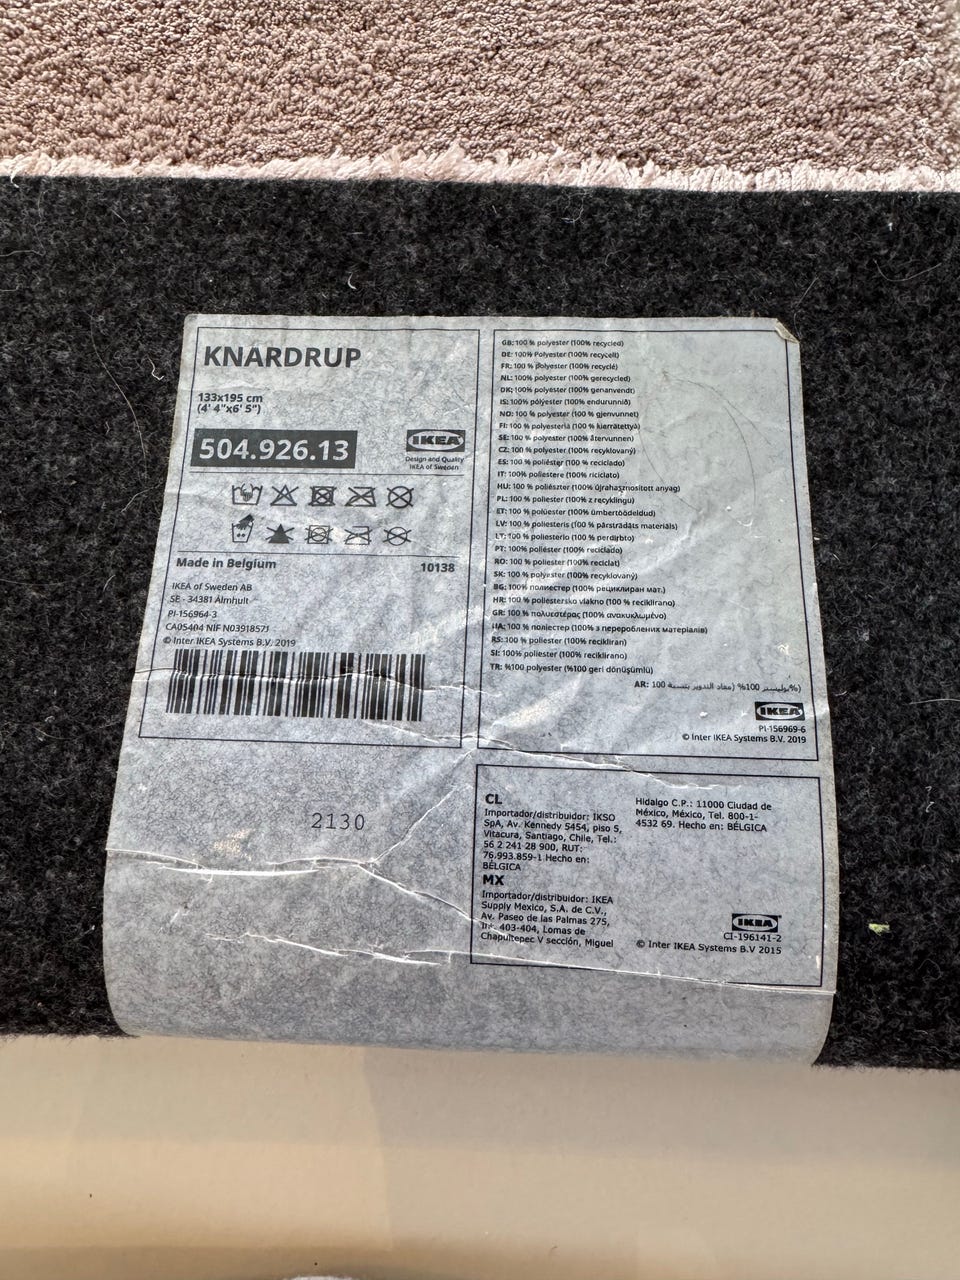 KNARDRUP
133x195 cm
(4' 4"x6' 5")
504.926.13
IKEA
Design and Quality
IKEA of Sweden
Made in Belgium 10138
IKEA of Sweden AB
SE - 34381 Älmhult
PI-156964-3
CA05404 NIF N0391857J
© Inter IKEA Systems B.V. 2019
2130
GB: 100 % polyester (100% recycled)
DE: 100% Polyester (100% recycelt)
FR: 100 % polyester (100% recyclé)
NL: 100% polyester (100% gerecycled)
DK: 100% polyester (100% genanvendt)
IS: 100% pólýester (100% endurunnið)
NO: 100 % polyester (100 % gjenvunnet)
FI: 100 % polyesteriä (100 % kierrätettyä)
SE: 100 % polyester (100% återvunnen)
CZ: 100 % polyester (100% recyklovaný)
ES: 100 % poliéster (100 % reciclado)
IT: 100% poliestere (100% riciclato)
HU: 100% poliészter (100% újrahasznosított anyag)
PL: 100% poliester (100% z recyklingu)
ET: 100% polüester (100% ümbertöödeldud)
LV: 100% poliesteris (100 % pārstrādāts materiāls)
LT: 100% poliesterio (100% perdirbto)
PT: 100% poliéster (100% reciclado)
RO: 100% poliester (100% reciclat)
SK: 100 % polyester (100% recyklovaný)
BG: 100% полиестер (100% рециклиран мат.)
HR: 100 % poliestersko vlakno (100 % reciklirano)
GR: 100 % πολυεστέρας (100% ανακυκλωμένο)
UA: 100 % поліестер (100% з перероблених матеріалів)
RS: 100 % poliester (100% recikliran)
SI: 100% poliester (100% reciklirano)
TR: %100 polyester (%100 geri dönüşümlü)
AR: 100 %بوليستر 100% (معاد التدوير بنسبة)
IKEA
PI-156969-6
© Inter IKEA Systems B.V. 2019
CL
Importador/distribuidor: IKSO
SpA, Av. Kennedy 5454, piso 5,
Vitacura, Santiago, Chile, Tel.:
56 2 241 28 900, RUT:
76.993.859-1 Hecho en:
BÉLGICA
MX
Importador/distribuidor: IKEA
Supply Mexico, S.A. de C.V.,
Av. Paseo de las Palmas 275,
Int. 403-404, Lomas de
Chapultepec V sección, Miguel
Hidalgo C.P.: 11000 Ciudad de
México, México, Tel. 800-1-
4532 69. Hecho en: BÉLGICA
IKEA
CI-196141-2
© Inter IKEA Systems B.V 2015